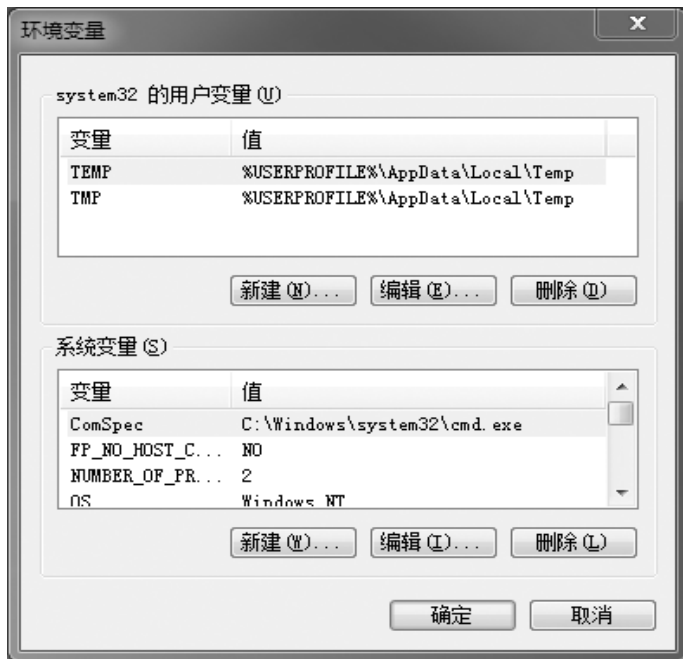 环境变量
system32 的用户变量(U)
变量 值
TEMP %USERPROFILE%\AppData\Local\Temp
TMP %USERPROFILE%\AppData\Local\Temp
新建(N)... 编辑(E)... 删除(D)
系统变量(S)
变量 值
ComSpec C:\Windows\system32\cmd.exe
FP_NO_HOST_C... NO
NUMBER_OF_PR... 2
OS Windows_NT
新建(W)... 编辑(I)... 删除(L)
确定 取消